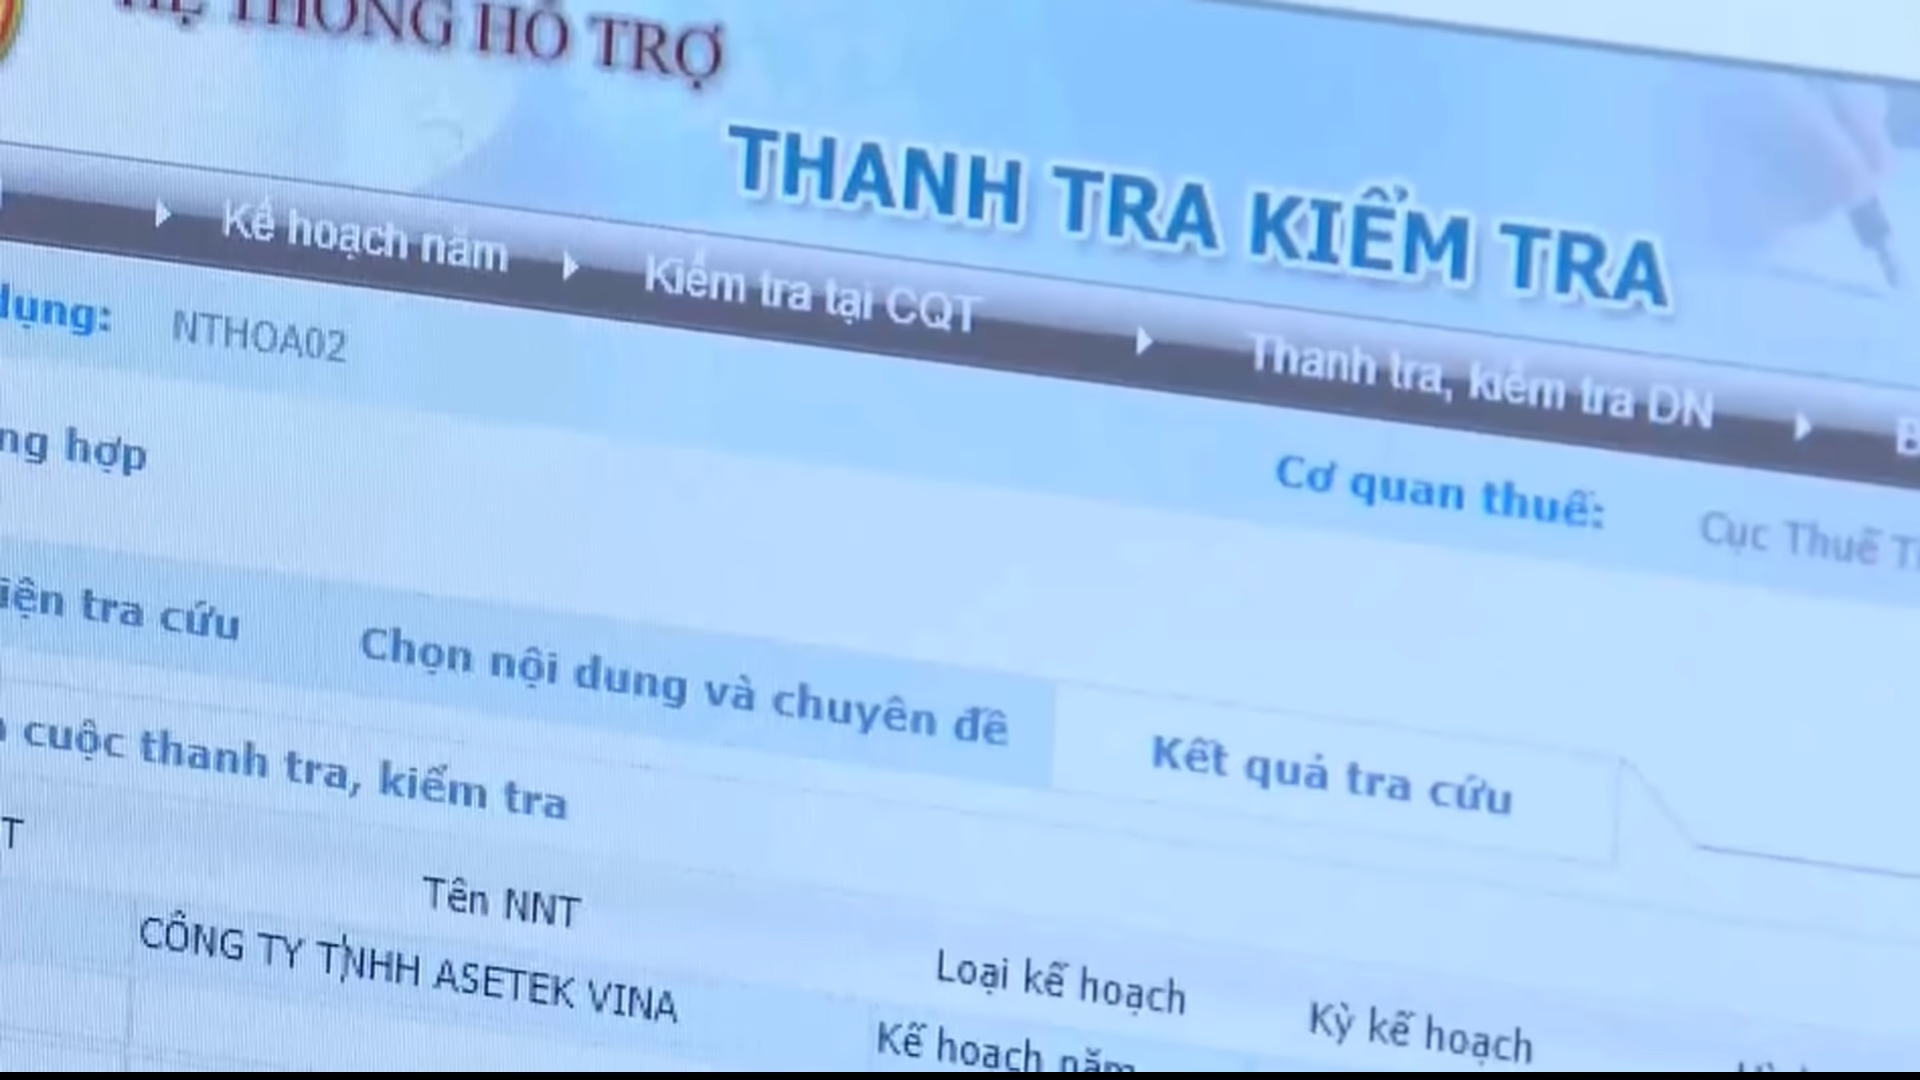 HỆ THỐNG HỖ TRỢ
THANH TRA KIỂM TRA
Kế hoạch năm
Kiểm tra tại CQT
Thanh tra, kiểm tra DN
dụng: NTHOA02
Cơ quan thuế: Cục Thuế
ng hợp
iện tra cứu
Chọn nội dung và chuyên đề
Kết quả tra cứu
cuộc thanh tra, kiểm tra
T
Tên NNT
Loại kế hoạch
Kỳ kế hoạch
CÔNG TY TNHH ASETEK VINA
Kế hoạch năm